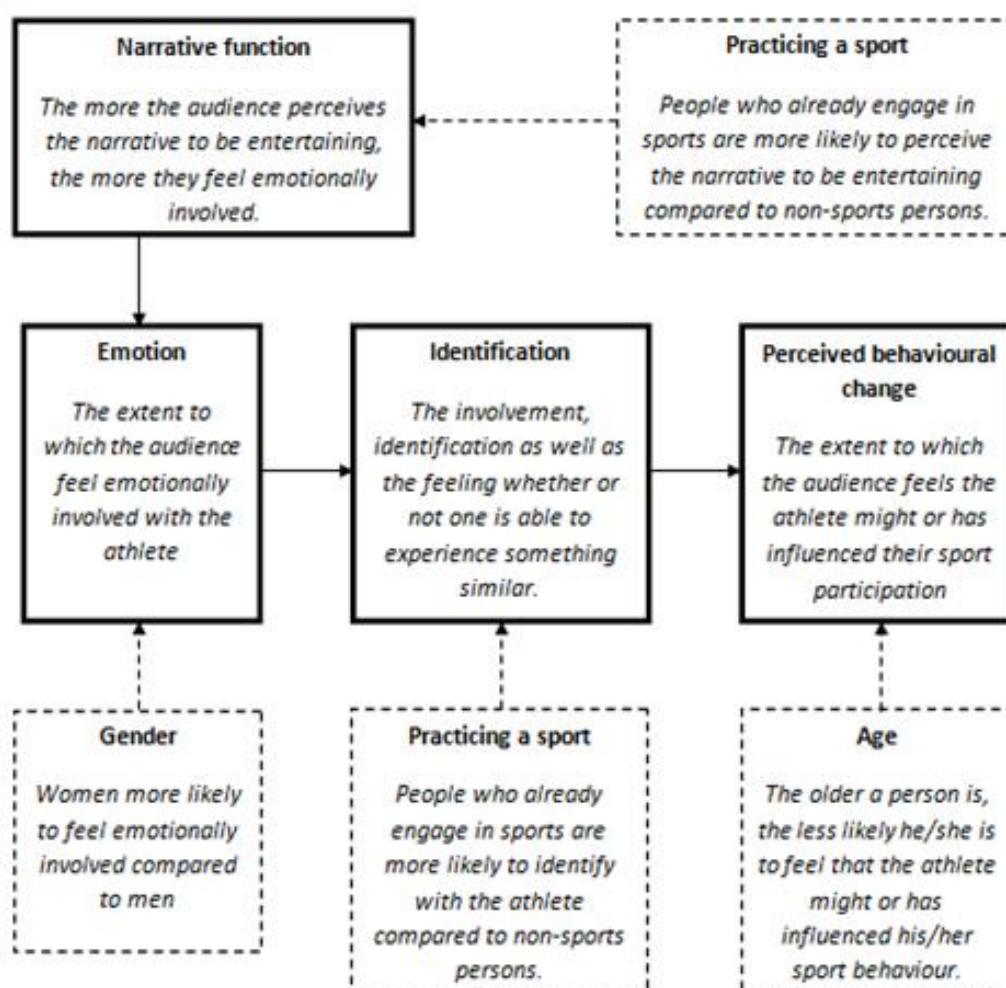 Narrative function
The more the audience perceives
the narrative to be entertaining,
the more they feel emotionally
involved.
Practicing a sport
People who already engage in
sports are more likely to perceive
the narrative to be entertaining
compared to non-sports persons.
Emotion
The extent to
which the audience
feel emotionally
involved with the
athlete
Identification
The involvement,
identification as well as
the feeling whether or
not one is able to
experience something
similar.
Perceived behavioural
change
The extent to which
the audience feels the
athlete might or has
influenced their sport
participation
Gender
Women more likely
to feel emotionally
involved compared
to men
Practicing a sport
People who already
engage in sports are
more likely to identify
with the athlete
compared to non-sports
persons.
Age
The older a person is,
the less likely he/she is
to feel that the athlete
might or has
influenced his/her
sport behaviour.